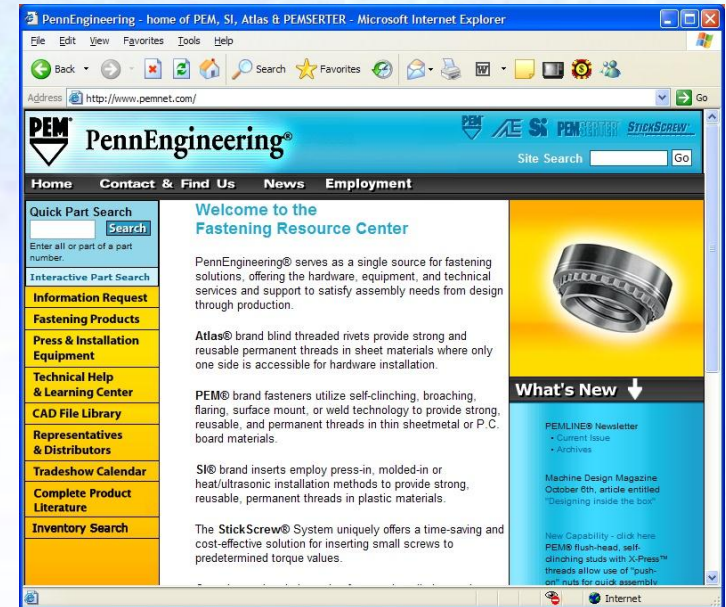 PennEngineering - home of PEM, SI, Atlas & PEMSERTER - Microsoft Internet Explorer
File Edit View Favorites Tools Help
Back Search Favorites
Address http://www.pemnet.com/ Go
PEM® PennEngineering® PEM Æ Si PEMSERTER STICKSCREW
Site Search Go
Home Contact & Find Us News Employment
Quick Part Search
Search
Enter all or part of a part
number.
Interactive Part Search
Information Request
Fastening Products
Press & Installation
Equipment
Technical Help
& Learning Center
CAD File Library
Representatives
& Distributors
Tradeshow Calendar
Complete Product
Literature
Inventory Search
Welcome to the
Fastening Resource Center
PennEngineering® serves as a single source for fastening
solutions, offering the hardware, equipment, and technical
services and support to satisfy assembly needs from design
through production.
Atlas® brand blind threaded rivets provide strong and
reusable permanent threads in sheet materials where only
one side is accessible for hardware installation.
PEM® brand fasteners utilize self-clinching, broaching,
flaring, surface mount, or weld technology to provide strong,
reusable, and permanent threads in thin sheetmetal or P.C.
board materials.
SI® brand inserts employ press-in, molded-in or
heat/ultrasonic installation methods to provide strong,
reusable, permanent threads in plastic materials.
The StickScrew® System uniquely offers a time-saving and
cost-effective solution for inserting small screws to
predetermined torque values.
What's New
PEMLINE® Newsletter
• Current Issue
• Archives
Machine Design Magazine
October 6th, article entitled
"Designing inside the box"
New Capability - click here
PEM® flush-head, self-
clinching studs with X-Press™
threads allow use of "push-
on" nuts for quick assembly
Internet